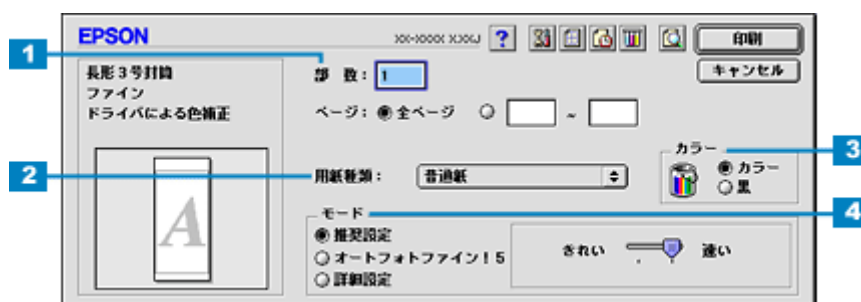 EPSON
XX-XXXX XXXXJ ? 印刷
長形3号封筒
ファイン
ドライバによる色補正
キャンセル
1
部 数: 1
ページ: 全ページ ~
2
用紙種類: 普通紙
3
カラー
カラー
黒
4
モード
推奨設定
オートフォトファイン!5
詳細設定
きれい 速い
A